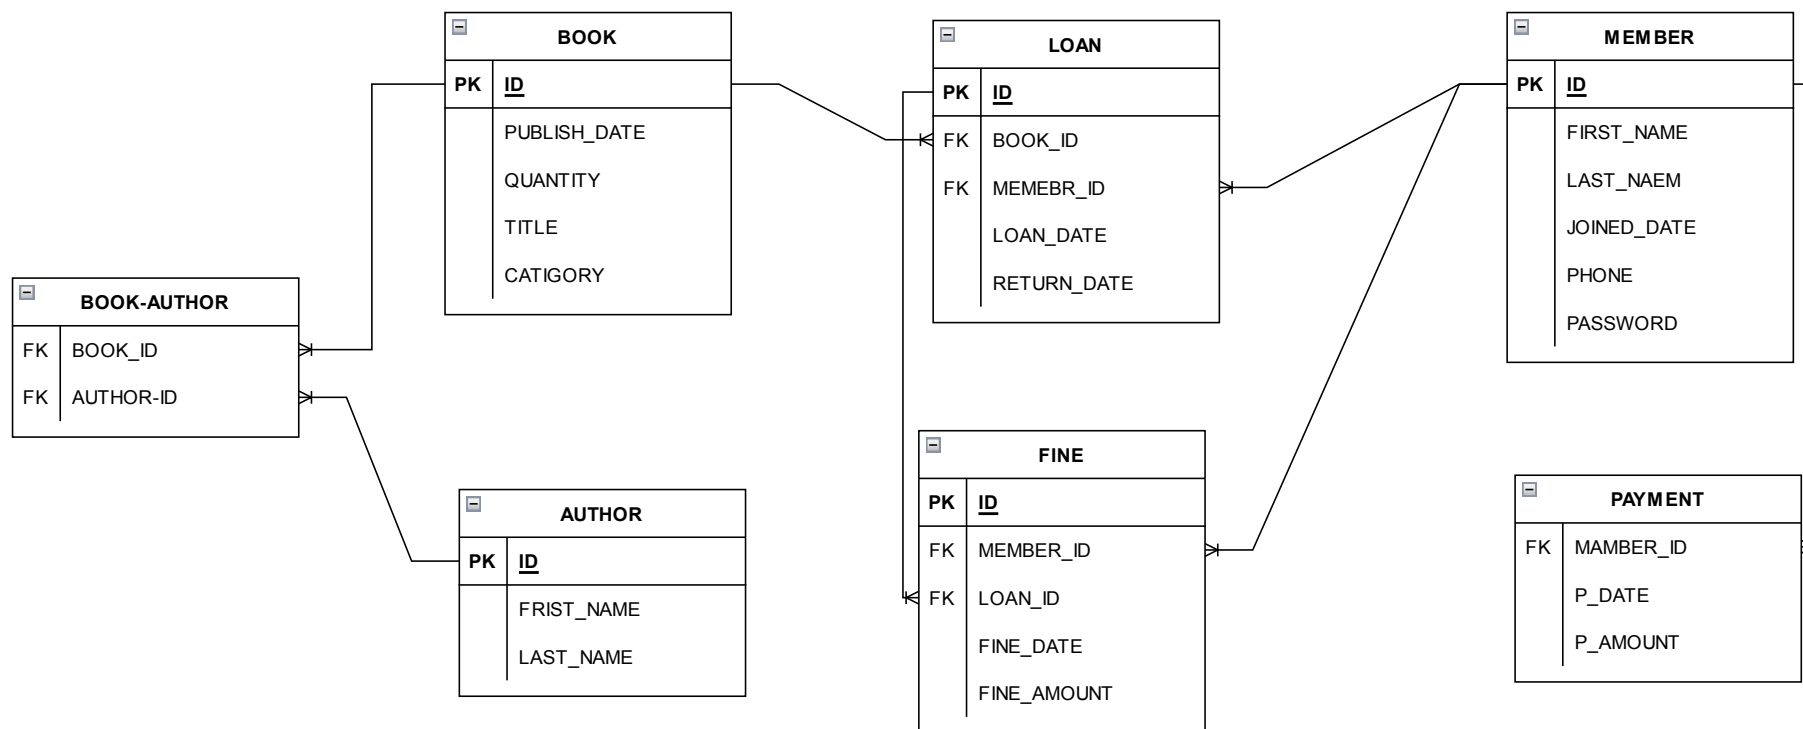 BOOK
PK ID
PUBLISH_DATE
QUANTITY
TITLE
CATIGORY
LOAN
PK ID
FK BOOK_ID
FK MEMEBR_ID
LOAN_DATE
RETURN_DATE
MEMBER
PK ID
FIRST_NAME
LAST_NAEM
JOINED_DATE
PHONE
PASSWORD
BOOK-AUTHOR
FK BOOK_ID
FK AUTHOR-ID
AUTHOR
PK ID
FRIST_NAME
LAST_NAME
FINE
PK ID
FK MEMBER_ID
FK LOAN_ID
FINE_DATE
FINE_AMOUNT
PAYMENT
FK MAMBER_ID
P_DATE
P_AMOUNT